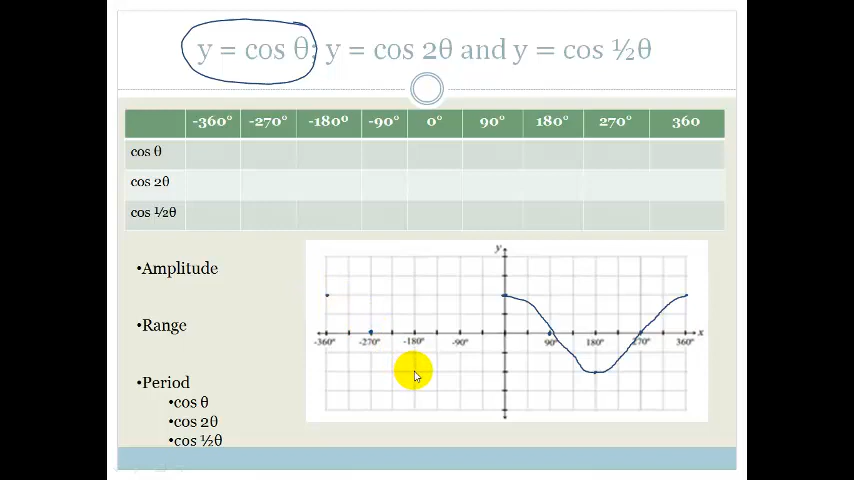 y = cos θ; y = cos 2θ and y = cos ½θ
-360° -270° -180° -90° 0° 90° 180° 270° 360
cos θ
cos 2θ
cos ½θ
•Amplitude
•Range
•Period
•cos θ
•cos 2θ
•cos ½θ
y
x
-360° -270° -180° -90° 90° 180° 270° 360°